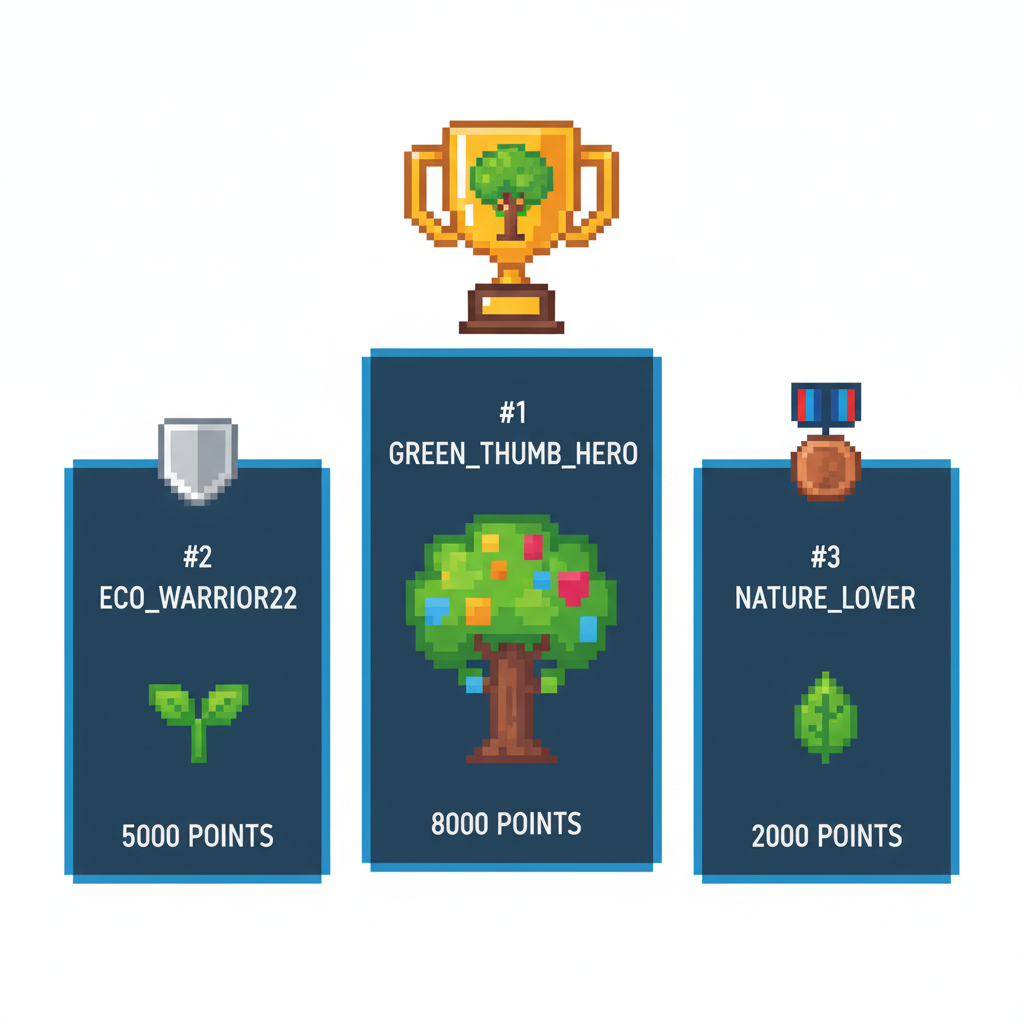 #1
GREEN_THUMB_HERO
8000 POINTS
#2
ECO_WARRIOR22
5000 POINTS
#3
NATURE_LOVER
2000 POINTS